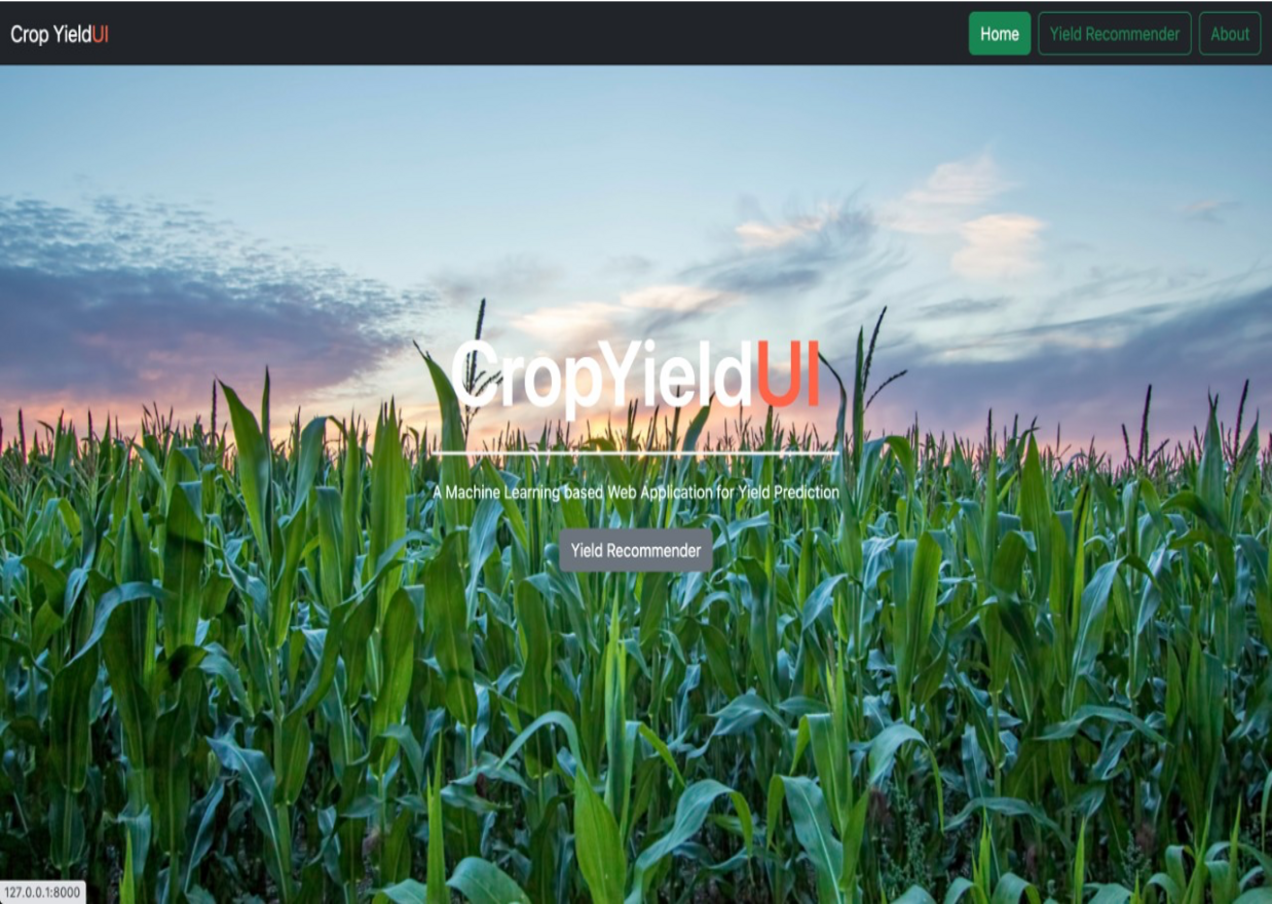 Crop YieldUI
Home
Yield Recommender
About
CropYieldUI
A Machine Learning based Web Application for Yield Prediction
Yield Recommender
127.0.0.1:8000